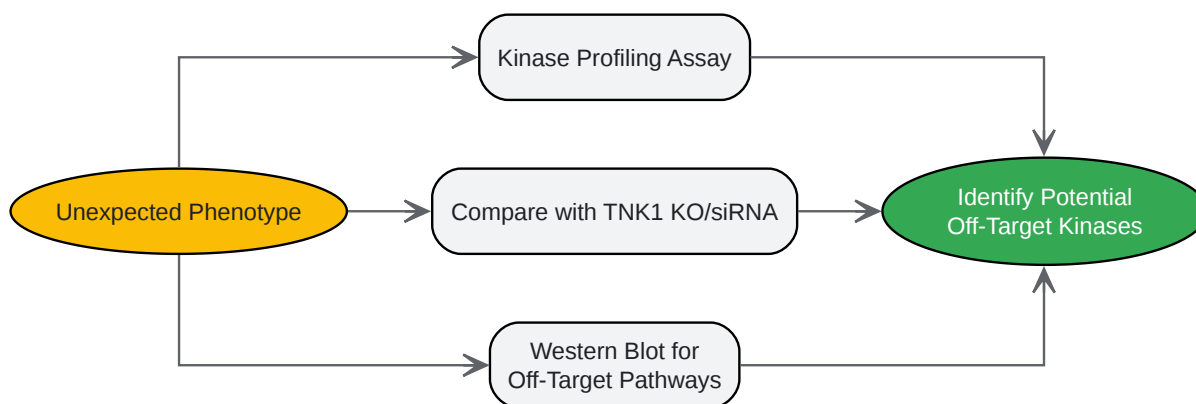 Kinase Profiling Assay
Unexpected Phenotype
Compare with TNK1 KO/siRNA
Identify Potential
Off-Target Kinases
Western Blot for
Off-Target Pathways